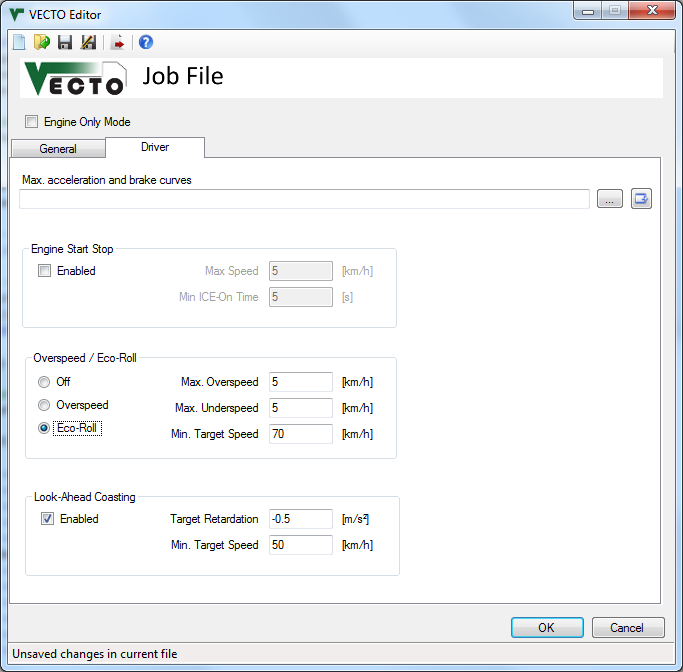 VECTO Editor
VECTO Job File
Engine Only Mode
General Driver
Max. acceleration and brake curves
...
Engine Start Stop
Enabled Max Speed 5 [km/h]
Min ICE-On Time 5 [s]
Overspeed / Eco-Roll
Off Max. Overspeed 5 [km/h]
Overspeed Max. Underspeed 5 [km/h]
Eco-Roll Min. Target Speed 70 [km/h]
Look-Ahead Coasting
Enabled Target Retardation -0.5 [m/s²]
Min. Target Speed 50 [km/h]
OK Cancel
Unsaved changes in current file